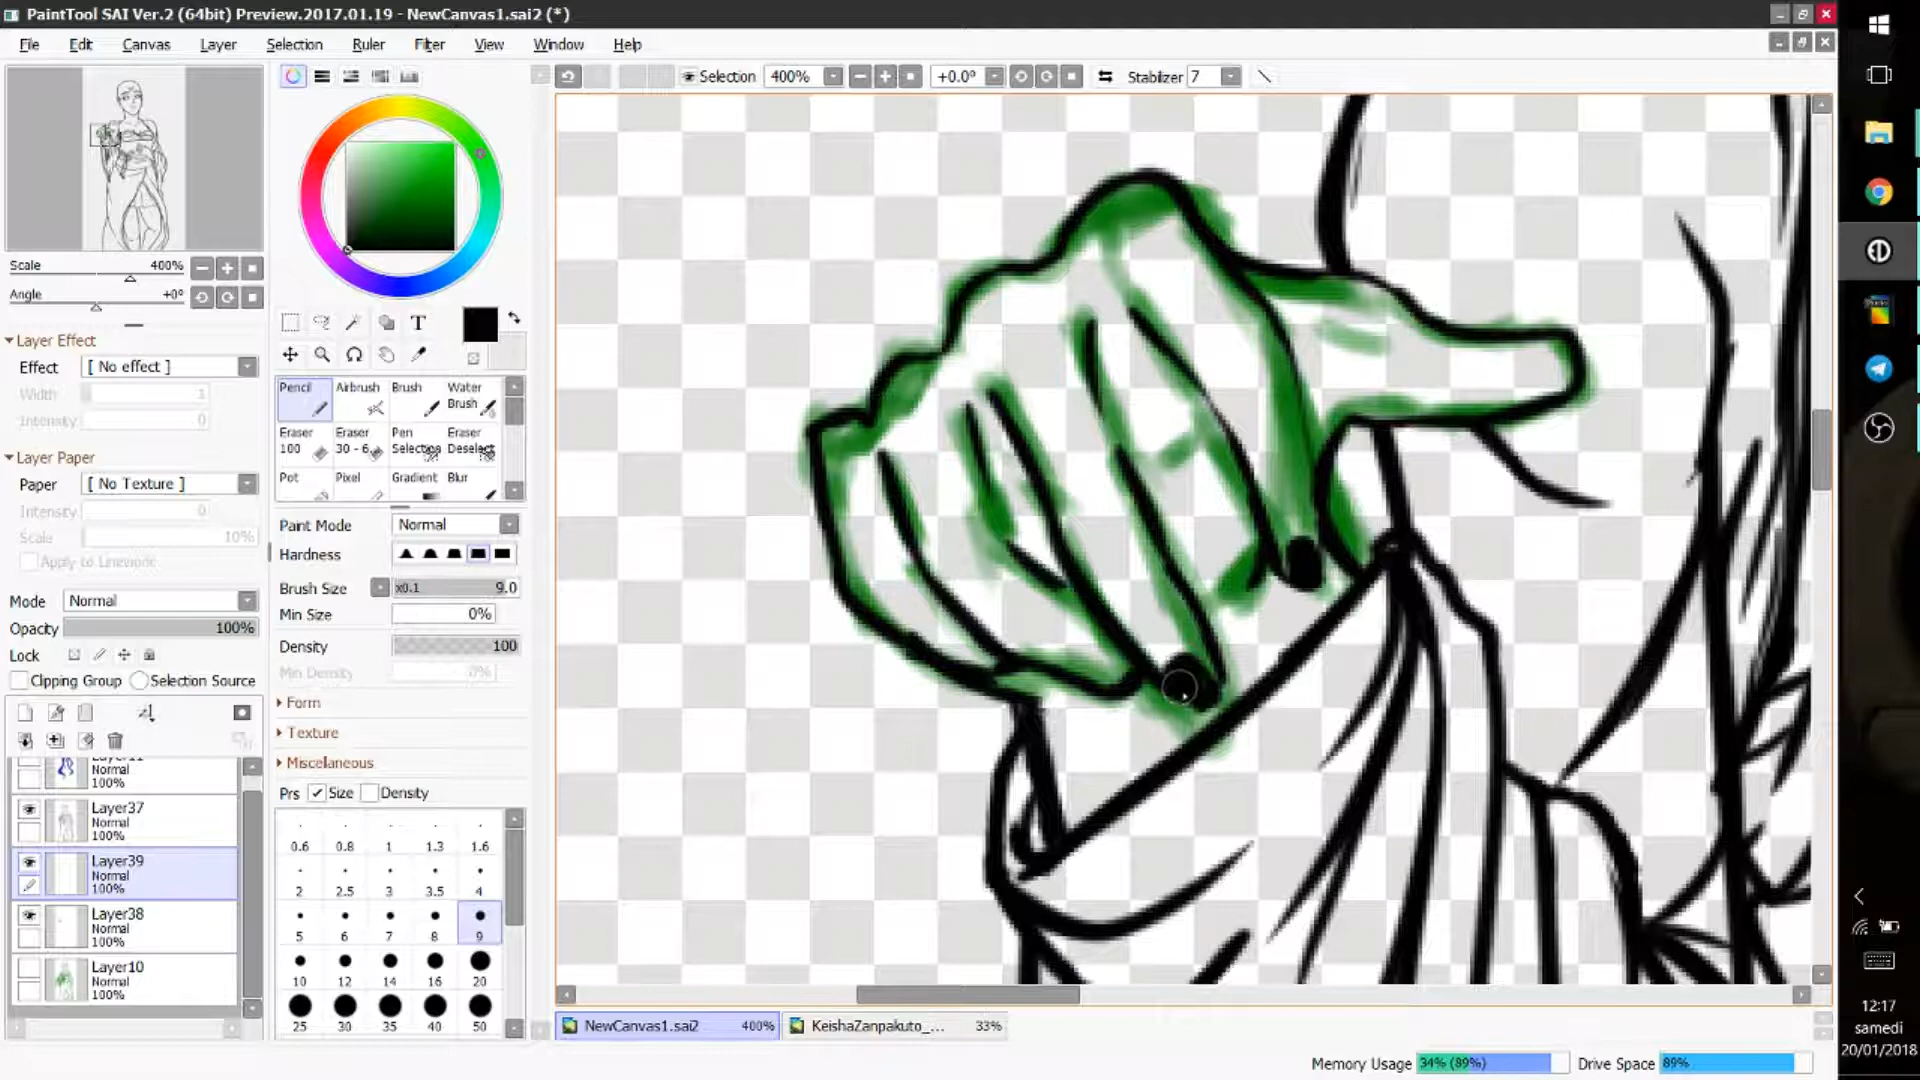 PaintTool SAI Ver.2 (64bit) Preview.2017.01.19 - NewCanvas1.sai2 (*)
File Edit Canvas Layer Selection Ruler Filter View Window Help
Selection 400% +0.0° Stabilizer 7
Scale 400%
Angle +0°
Layer Effect
Effect [ No effect ]
Width 1
Intensity 0
Layer Paper
Paper [ No Texture ]
Intensity 0
Scale 10%
Apply to Linework
Mode Normal
Opacity 100%
Lock
Clipping Group Selection Source
Normal
100%
Layer37
Normal
100%
Layer39
Normal
100%
Layer38
Normal
100%
Layer10
Normal
100%
T
Pencil Airbrush Brush Water Brush
Eraser 100 Eraser 30 - 6 Pen Selection Eraser Deselect
Pot Pixel Gradient Blur
Paint Mode Normal
Hardness
Brush Size x0.1 9.0
Min Size 0%
Density 100
Min Density 0%
Form
Texture
Miscellaneous
Prs Size Density
0.6 0.8 1 1.3 1.6
2 2.5 3 3.5 4
5 6 7 8 9
10 12 14 16 20
25 30 35 40 50
NewCanvas1.sai2 400% KeishaZanpakuto_... 33%
Memory Usage 34% (89%) Drive Space 89%
12:17
samedi
20/01/2018